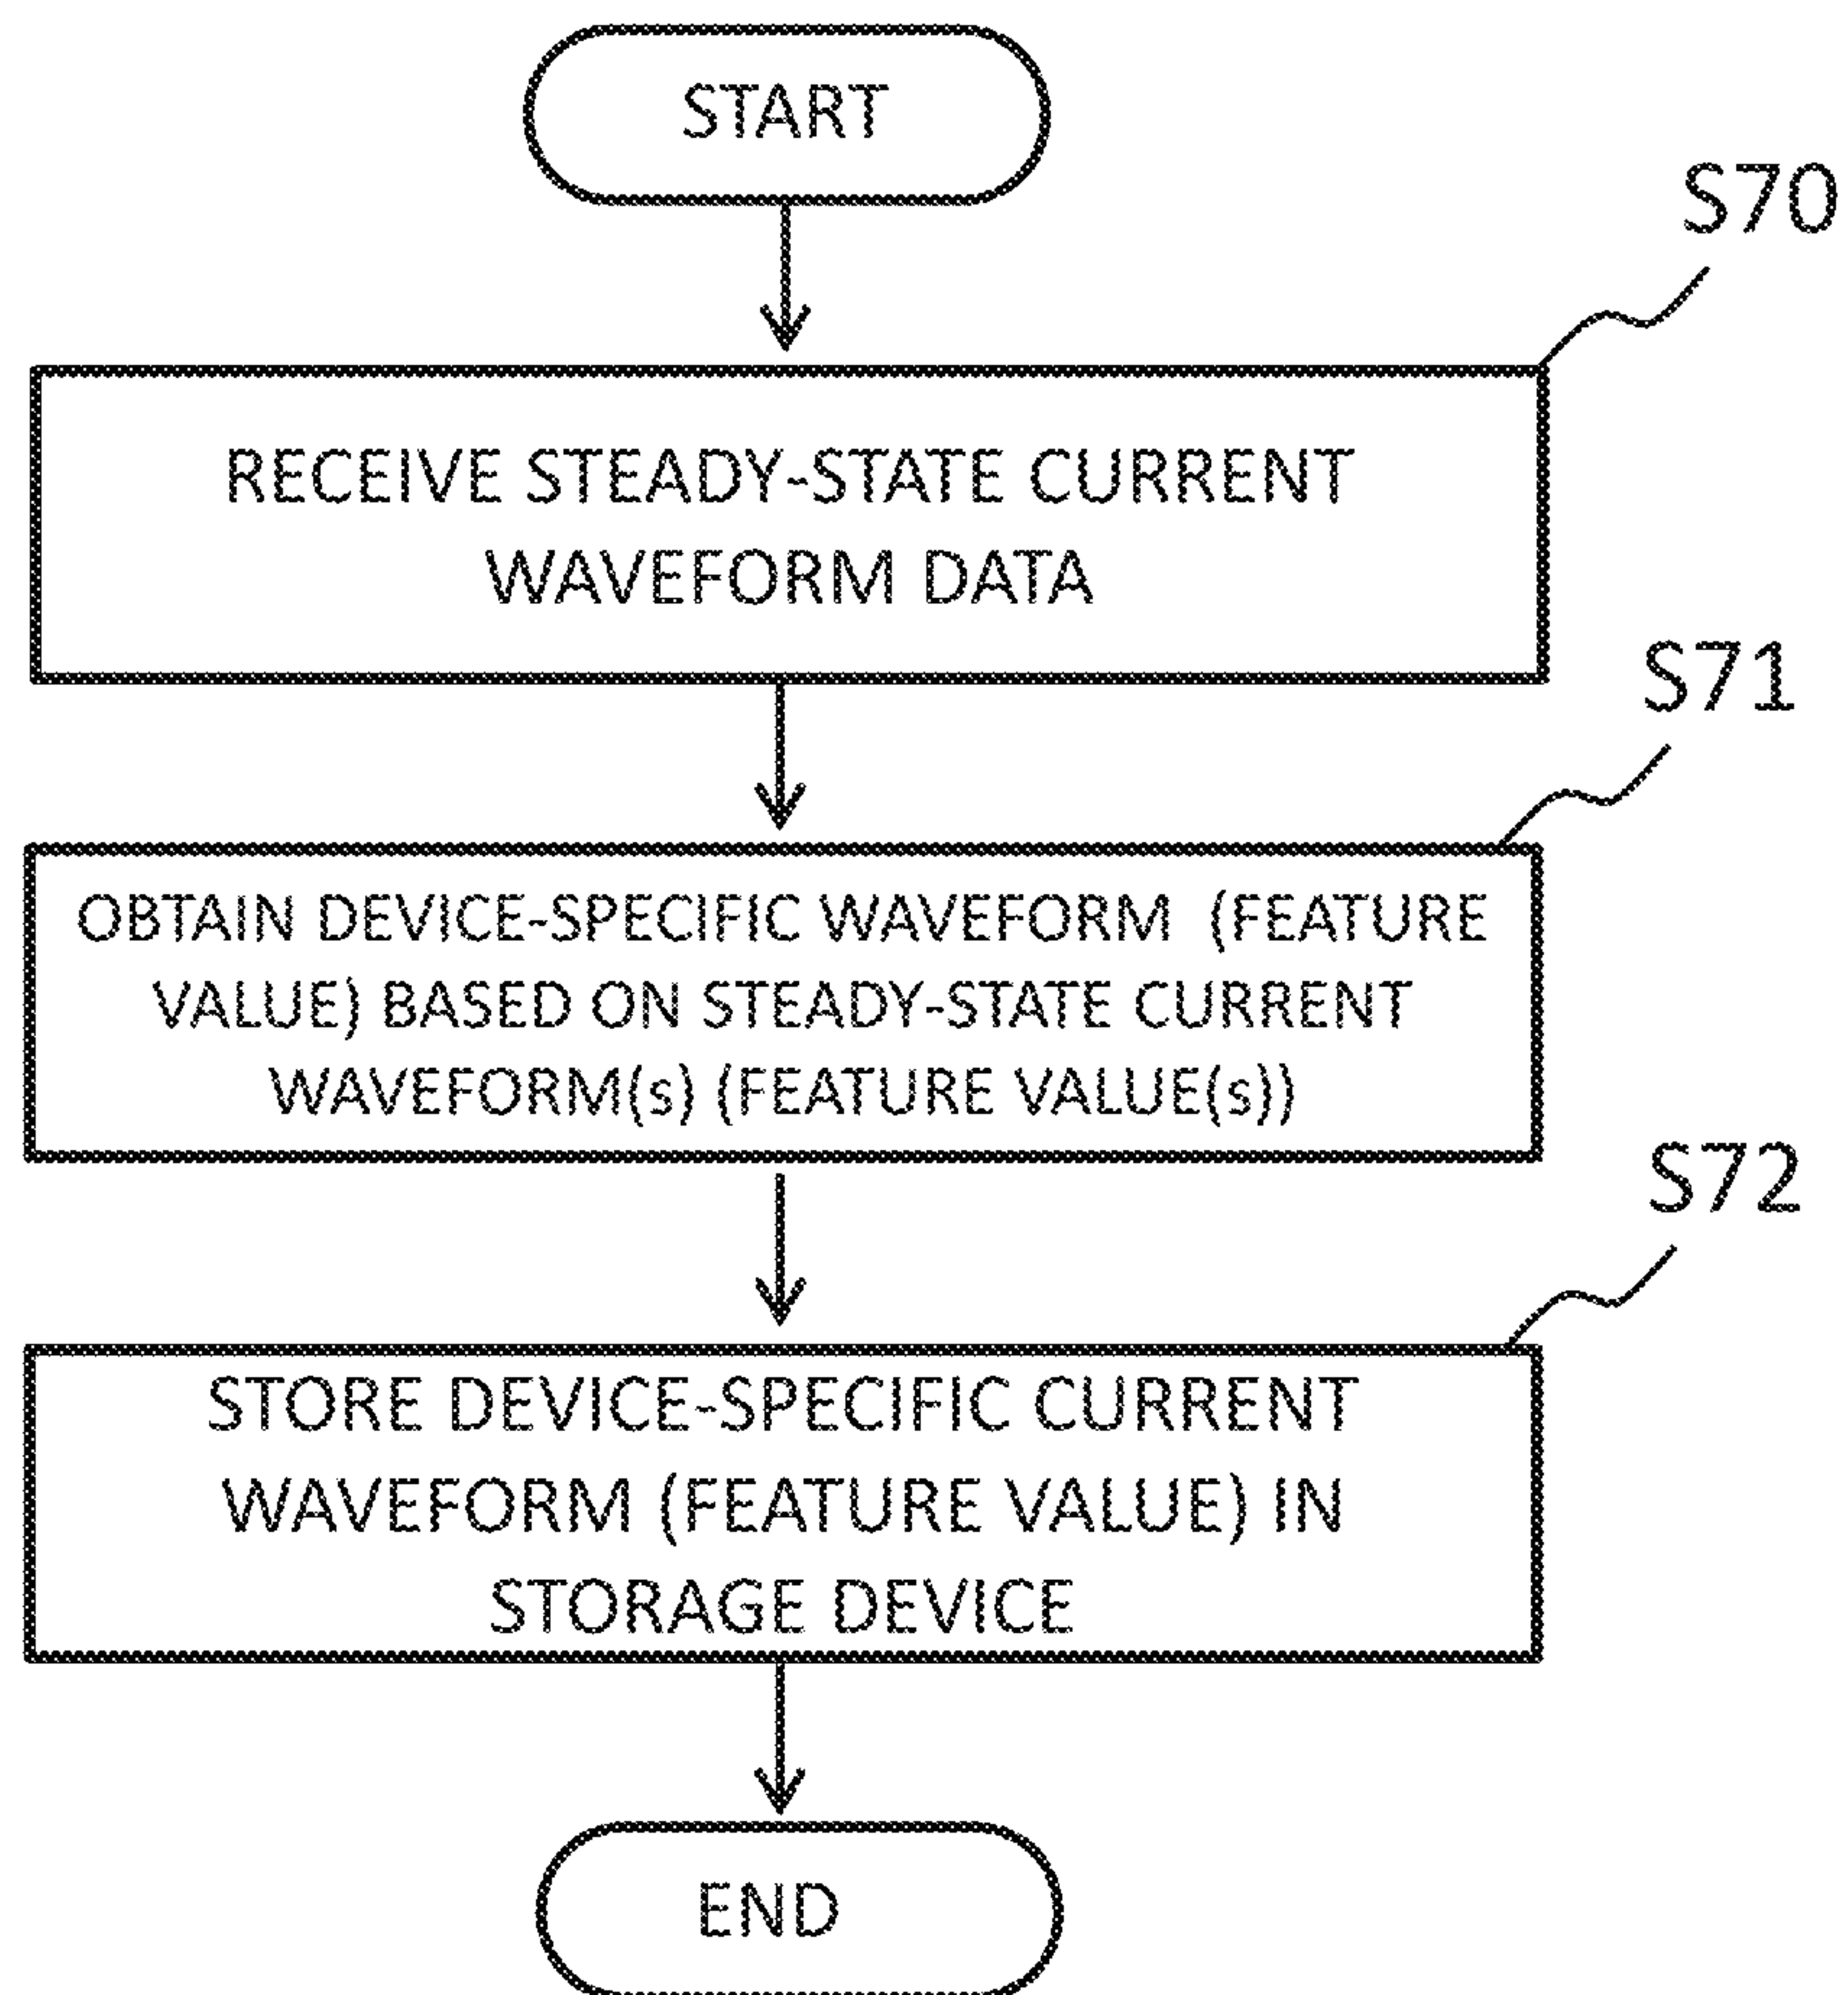 START
S70
RECEIVE STEADY-STATE CURRENT
WAVEFORM DATA
S71
OBTAIN DEVICE-SPECIFIC WAVEFORM (FEATURE
VALUE) BASED ON STEADY-STATE CURRENT
WAVEFORM(s) (FEATURE VALUE(s))
S72
STORE DEVICE-SPECIFIC CURRENT
WAVEFORM (FEATURE VALUE) IN
STORAGE DEVICE
END